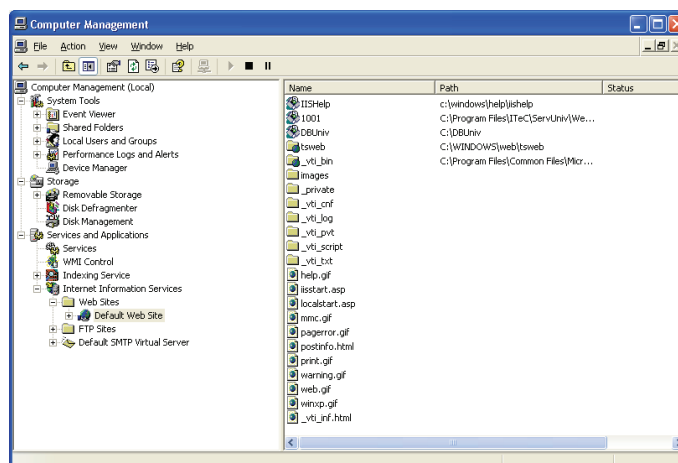 Computer Management
File Action View Window Help
Computer Management (Local)
System Tools
Event Viewer
Shared Folders
Local Users and Groups
Performance Logs and Alerts
Device Manager
Storage
Removable Storage
Disk Defragmenter
Disk Management
Services and Applications
Services
WMI Control
Indexing Service
Internet Information Services
Web Sites
Default Web Site
FTP Sites
Default SMTP Virtual Server
Name Path Status
IISHelp c:\windows\help\iishelp
1001 C:\Program Files\ITeC\ServUniv\We...
DBUniv C:\DBUniv
tsweb C:\WINDOWS\web\tsweb
_vti_bin C:\Program Files\Common Files\Micr...
images
_private
_vti_cnf
_vti_log
_vti_pvt
_vti_script
_vti_txt
help.gif
iisstart.asp
localstart.asp
mmc.gif
pagerror.gif
postinfo.html
print.gif
warning.gif
web.gif
winxp.gif
_vti_inf.html